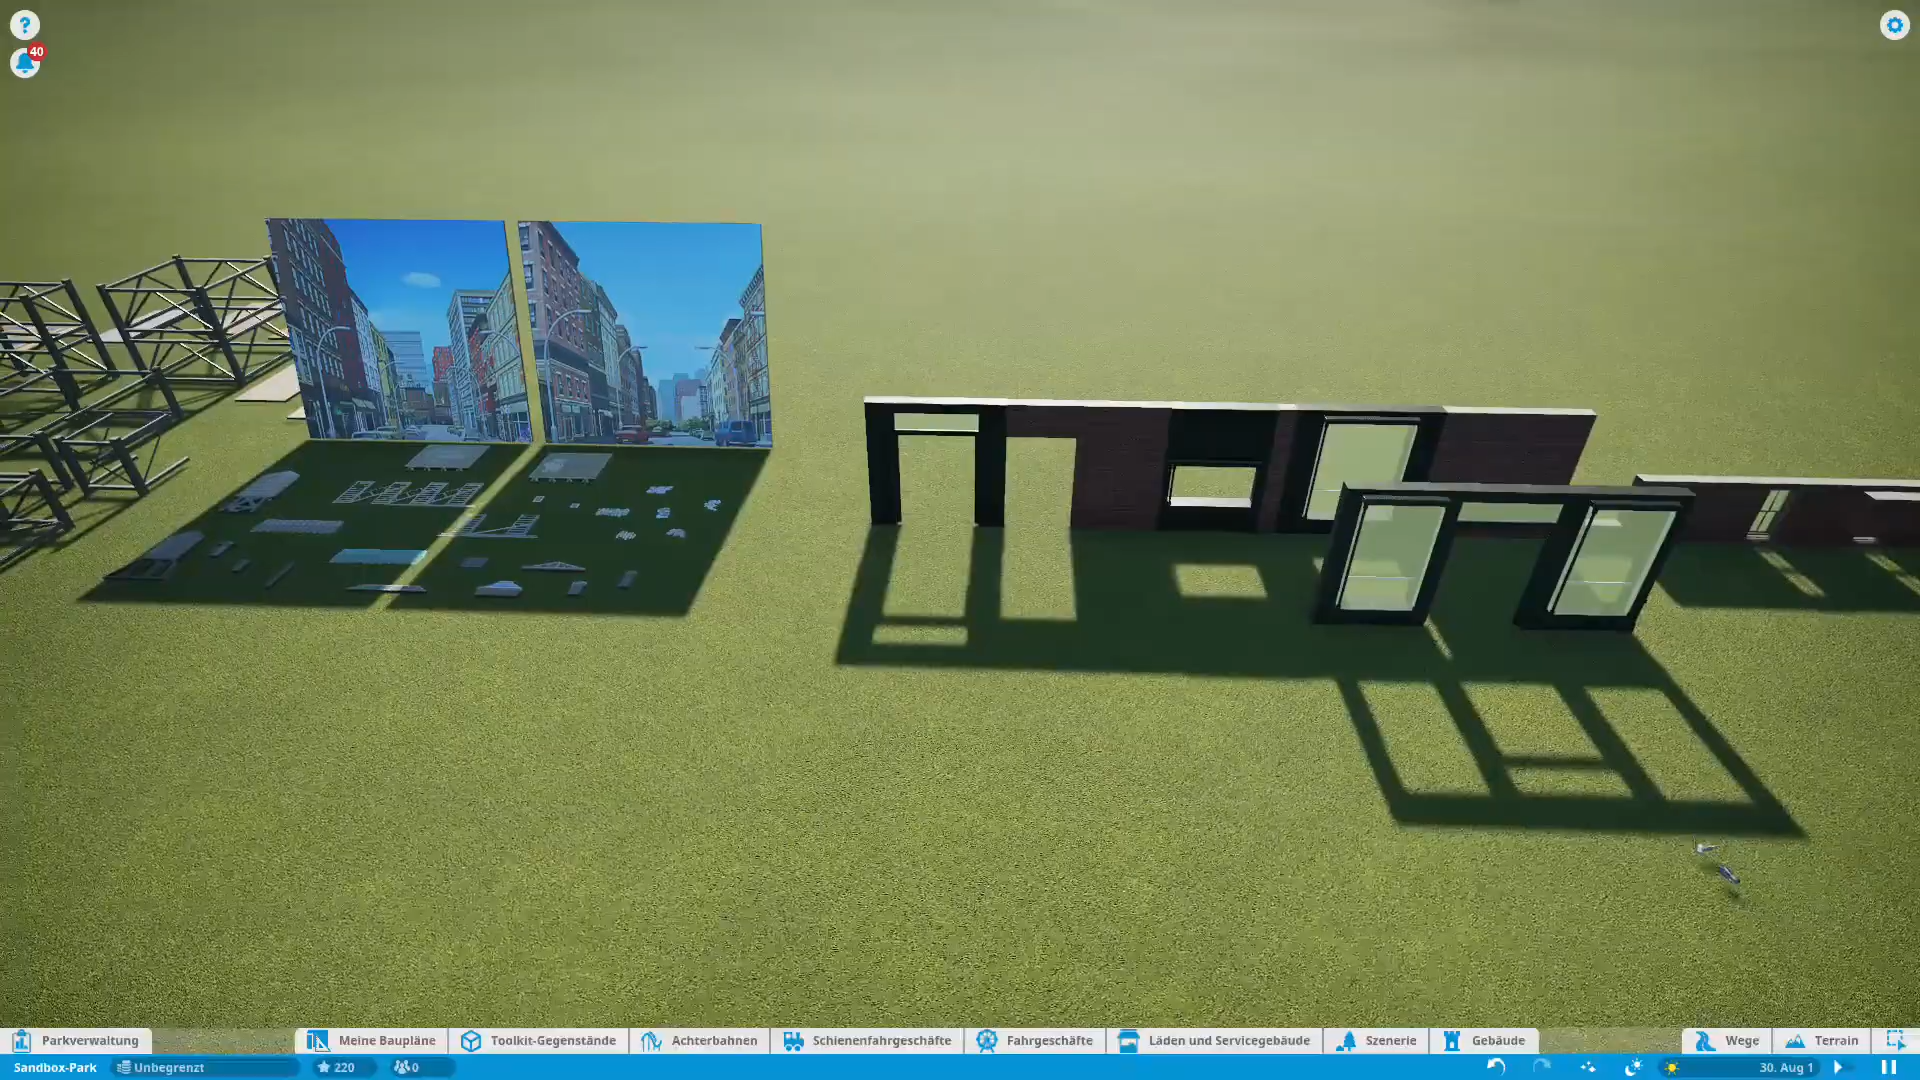 ?
40
Parkverwaltung
Meine Baupläne
Toolkit-Gegenstände
Achterbahnen
Schienenfahrgeschäfte
Fahrgeschäfte
Läden und Servicegebäude
Szenerie
Gebäude
Wege
Terrain
Sandbox-Park
Unbegrenzt
220
0
30. Aug 1